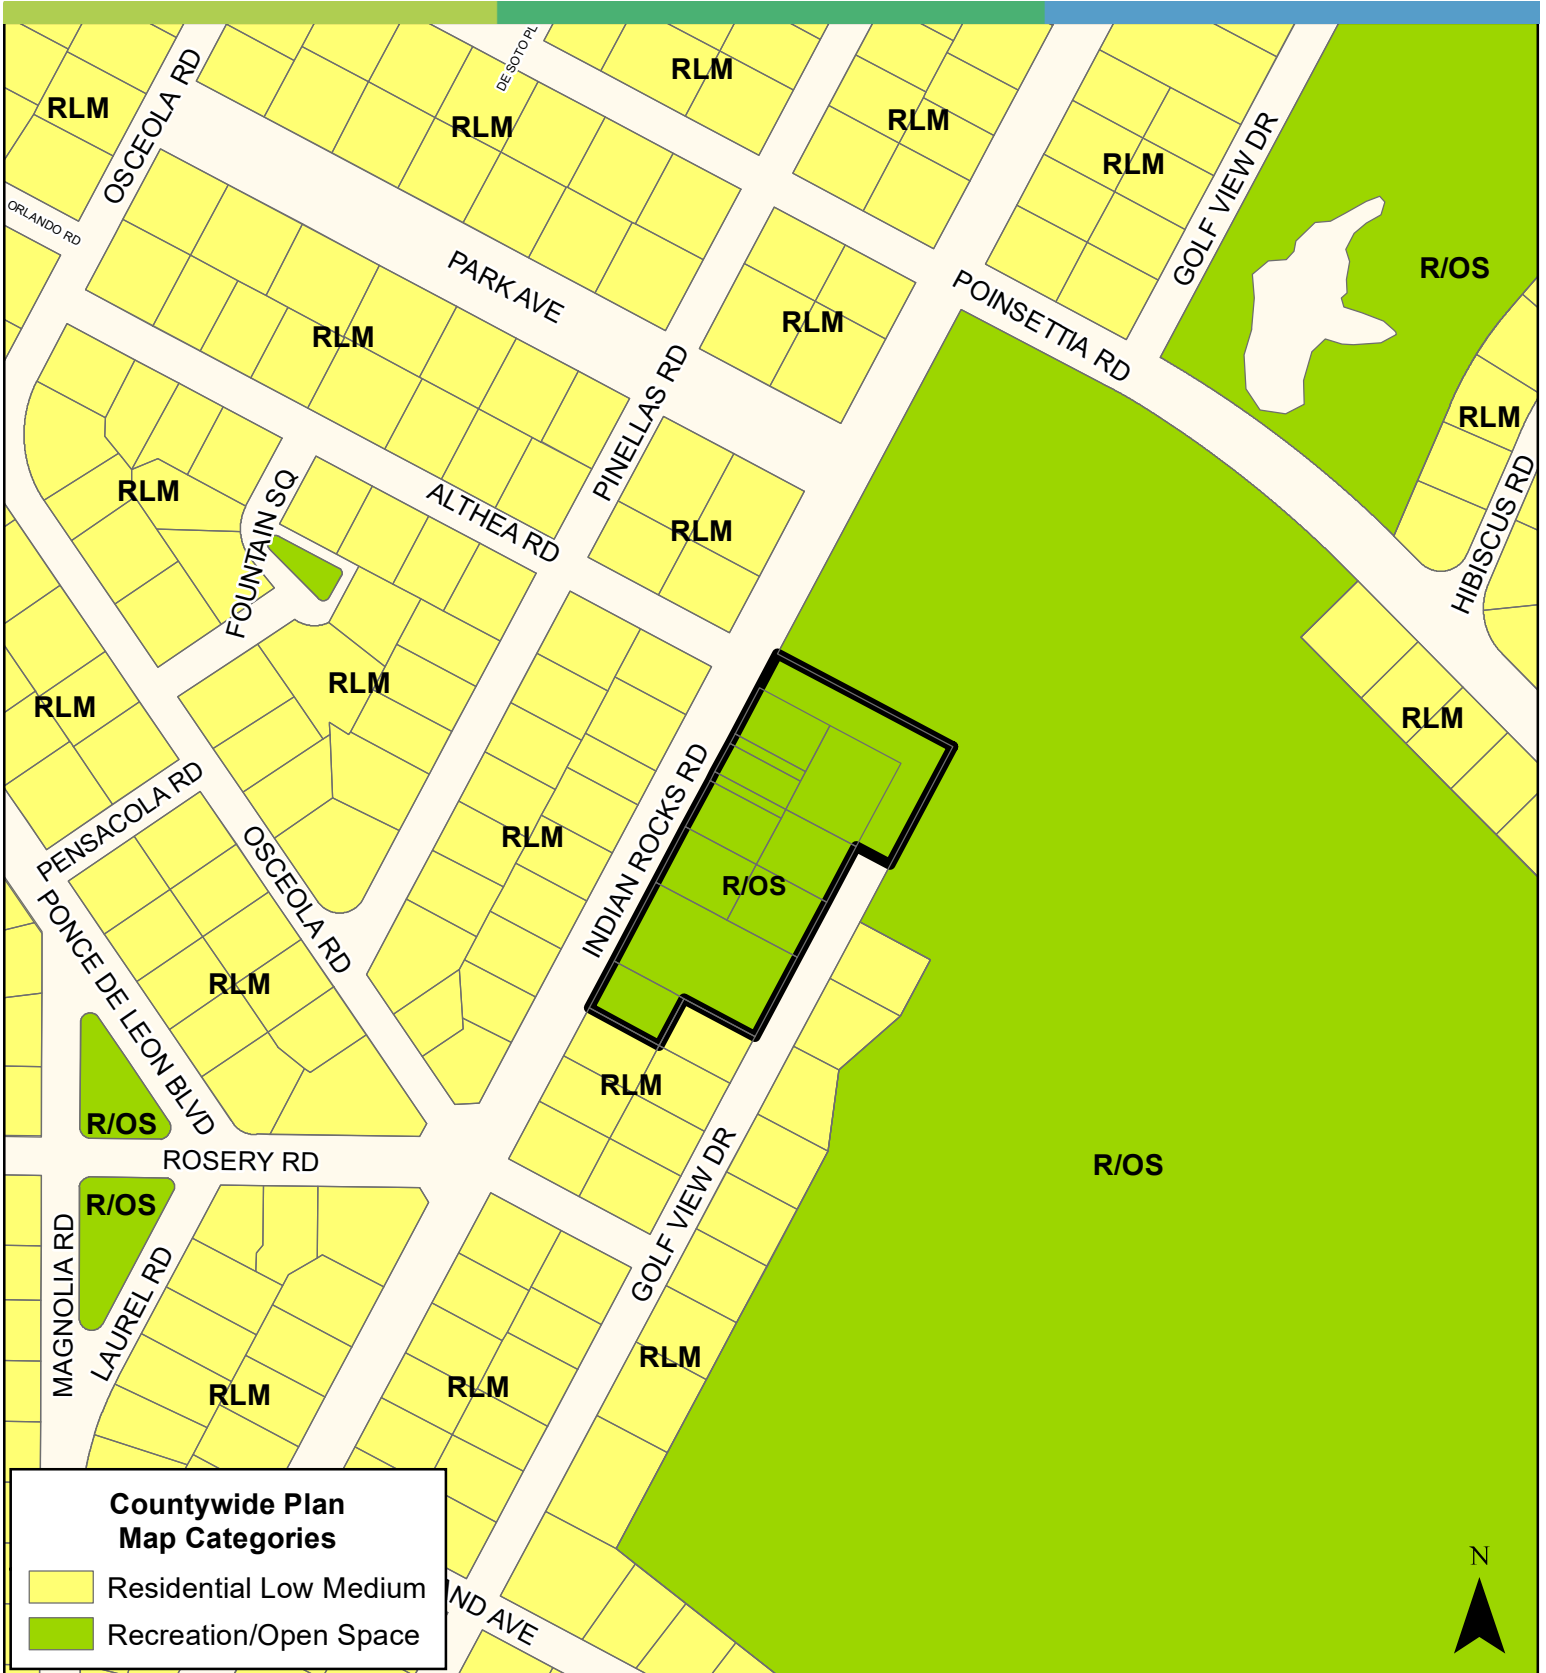 DE SOTO PL
RLM
RLM
OSCEOLA RD
RLM
RLM
RLM
GOLF VIEW DR
ORLANDO RD
PARK AVE
R/OS
POINSETTIA RD
RLM
RLM
PINELLAS RD
RLM
RLM
FOUNTAIN SQ
ALTHEA RD
RLM
HIBISCUS RD
RLM
RLM
RLM
PENSACOLA RD
OSCEOLA RD
RLM
INDIAN ROCKS RD
R/OS
PONCE DE LEON BLVD
RLM
RLM
R/OS
ROSERY RD
R/OS
R/OS
GOLF VIEW DR
MAGNOLIA RD
LAUREL RD
RLM
RLM
RLM
Countywide Plan
Map Categories
Residential Low Medium
Recreation/Open Space
AVE
N